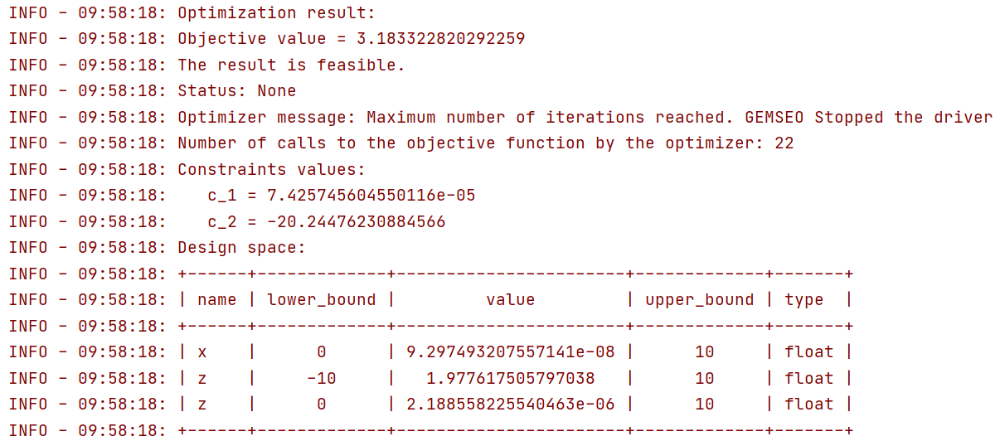 INFO - 09:58:18: Optimization result:
INFO - 09:58:18: Objective value = 3.183322820292259
INFO - 09:58:18: The result is feasible.
INFO - 09:58:18: Status: None
INFO - 09:58:18: Optimizer message: Maximum number of iterations reached. GEMSEO Stopped the driver
INFO - 09:58:18: Number of calls to the objective function by the optimizer: 22
INFO - 09:58:18: Constraints values:
INFO - 09:58:18:    c_1 = 7.425745604550116e-05
INFO - 09:58:18:    c_2 = -20.24476230884566
INFO - 09:58:18: Design space:
INFO - 09:58:18: +------+-------------+-----------------------+-------------+-------+
INFO - 09:58:18: | name | lower_bound |         value         | upper_bound | type  |
INFO - 09:58:18: +------+-------------+-----------------------+-------------+-------+
INFO - 09:58:18: | x    |      0      | 9.297493207557141e-08 |      10     | float |
INFO - 09:58:18: | z    |     -10     |   1.977617505797038   |      10     | float |
INFO - 09:58:18: | z    |      0      | 2.188558225540463e-06 |      10     | float |
INFO - 09:58:18: +------+-------------+-----------------------+-------------+-------+